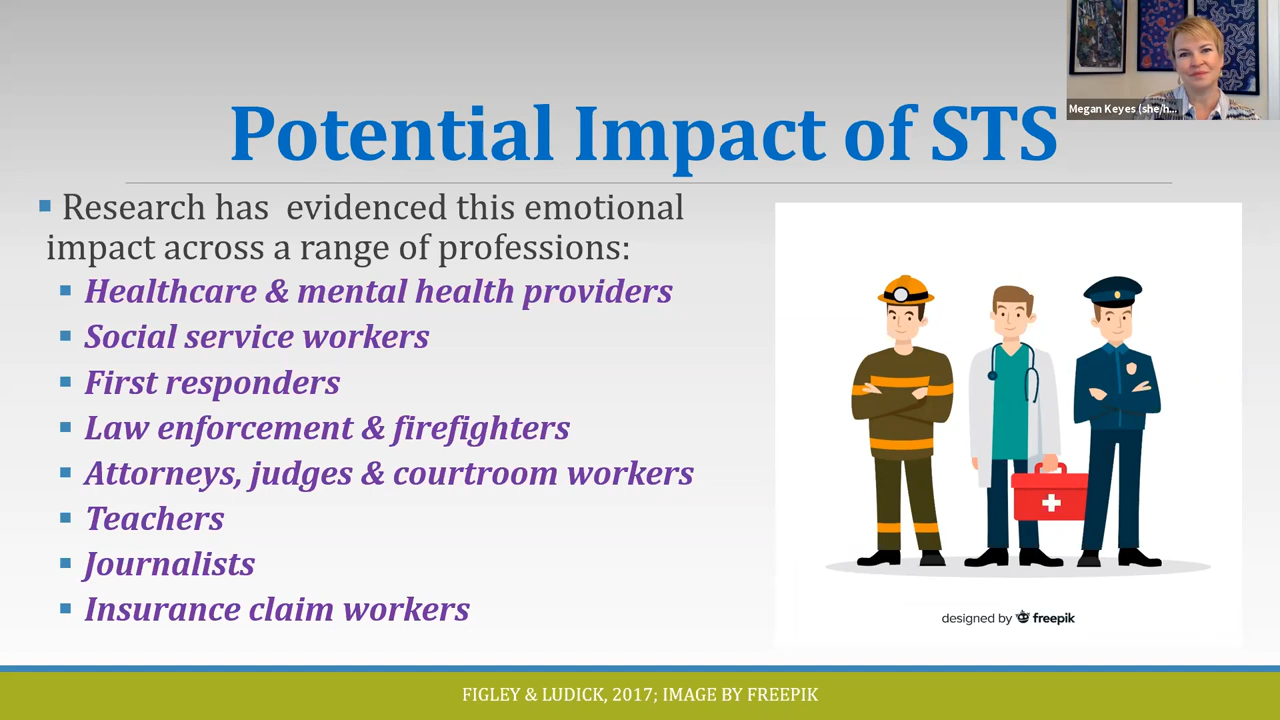 Megan Keyes (she/h...
Potential Impact of STS
Research has evidenced this emotional
impact across a range of professions:
Healthcare & mental health providers
Social service workers
First responders
Law enforcement & firefighters
Attorneys, judges & courtroom workers
Teachers
Journalists
Insurance claim workers
designed by freepik
FIGLEY & LUDICK, 2017; IMAGE BY FREEPIK